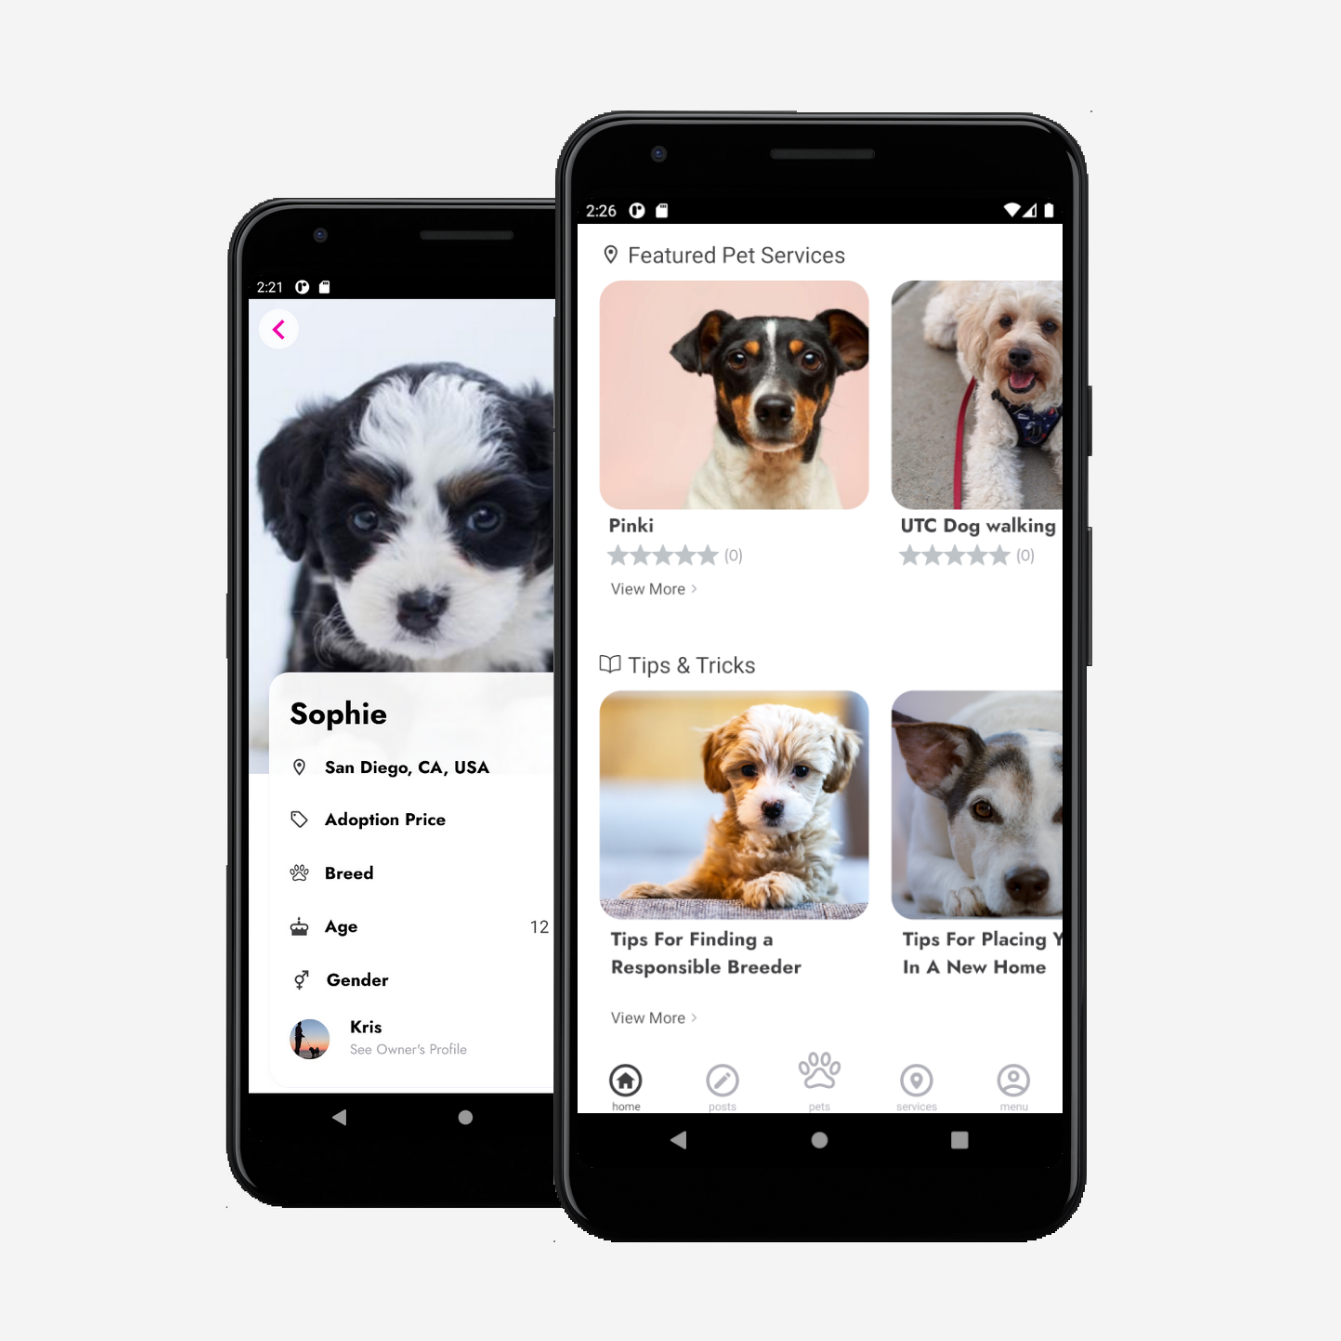 2:21
Sophie
San Diego, CA, USA
Adoption Price
Breed
Age 12
Gender
Kris
See Owner's Profile
2:26
Featured Pet Services
Pinki
(0)
View More >
UTC Dog walking
(0)
Tips & Tricks
Tips For Finding a
Responsible Breeder
View More >
Tips For Placing Y
In A New Home
home
posts
pets
services
menu